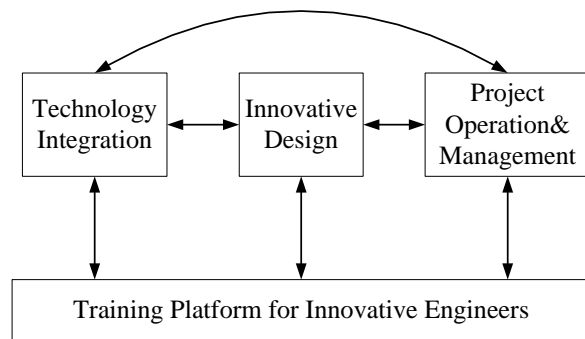 Technology
Integration
Innovative
Design
Project
Operation&
Management
Training Platform for Innovative Engineers